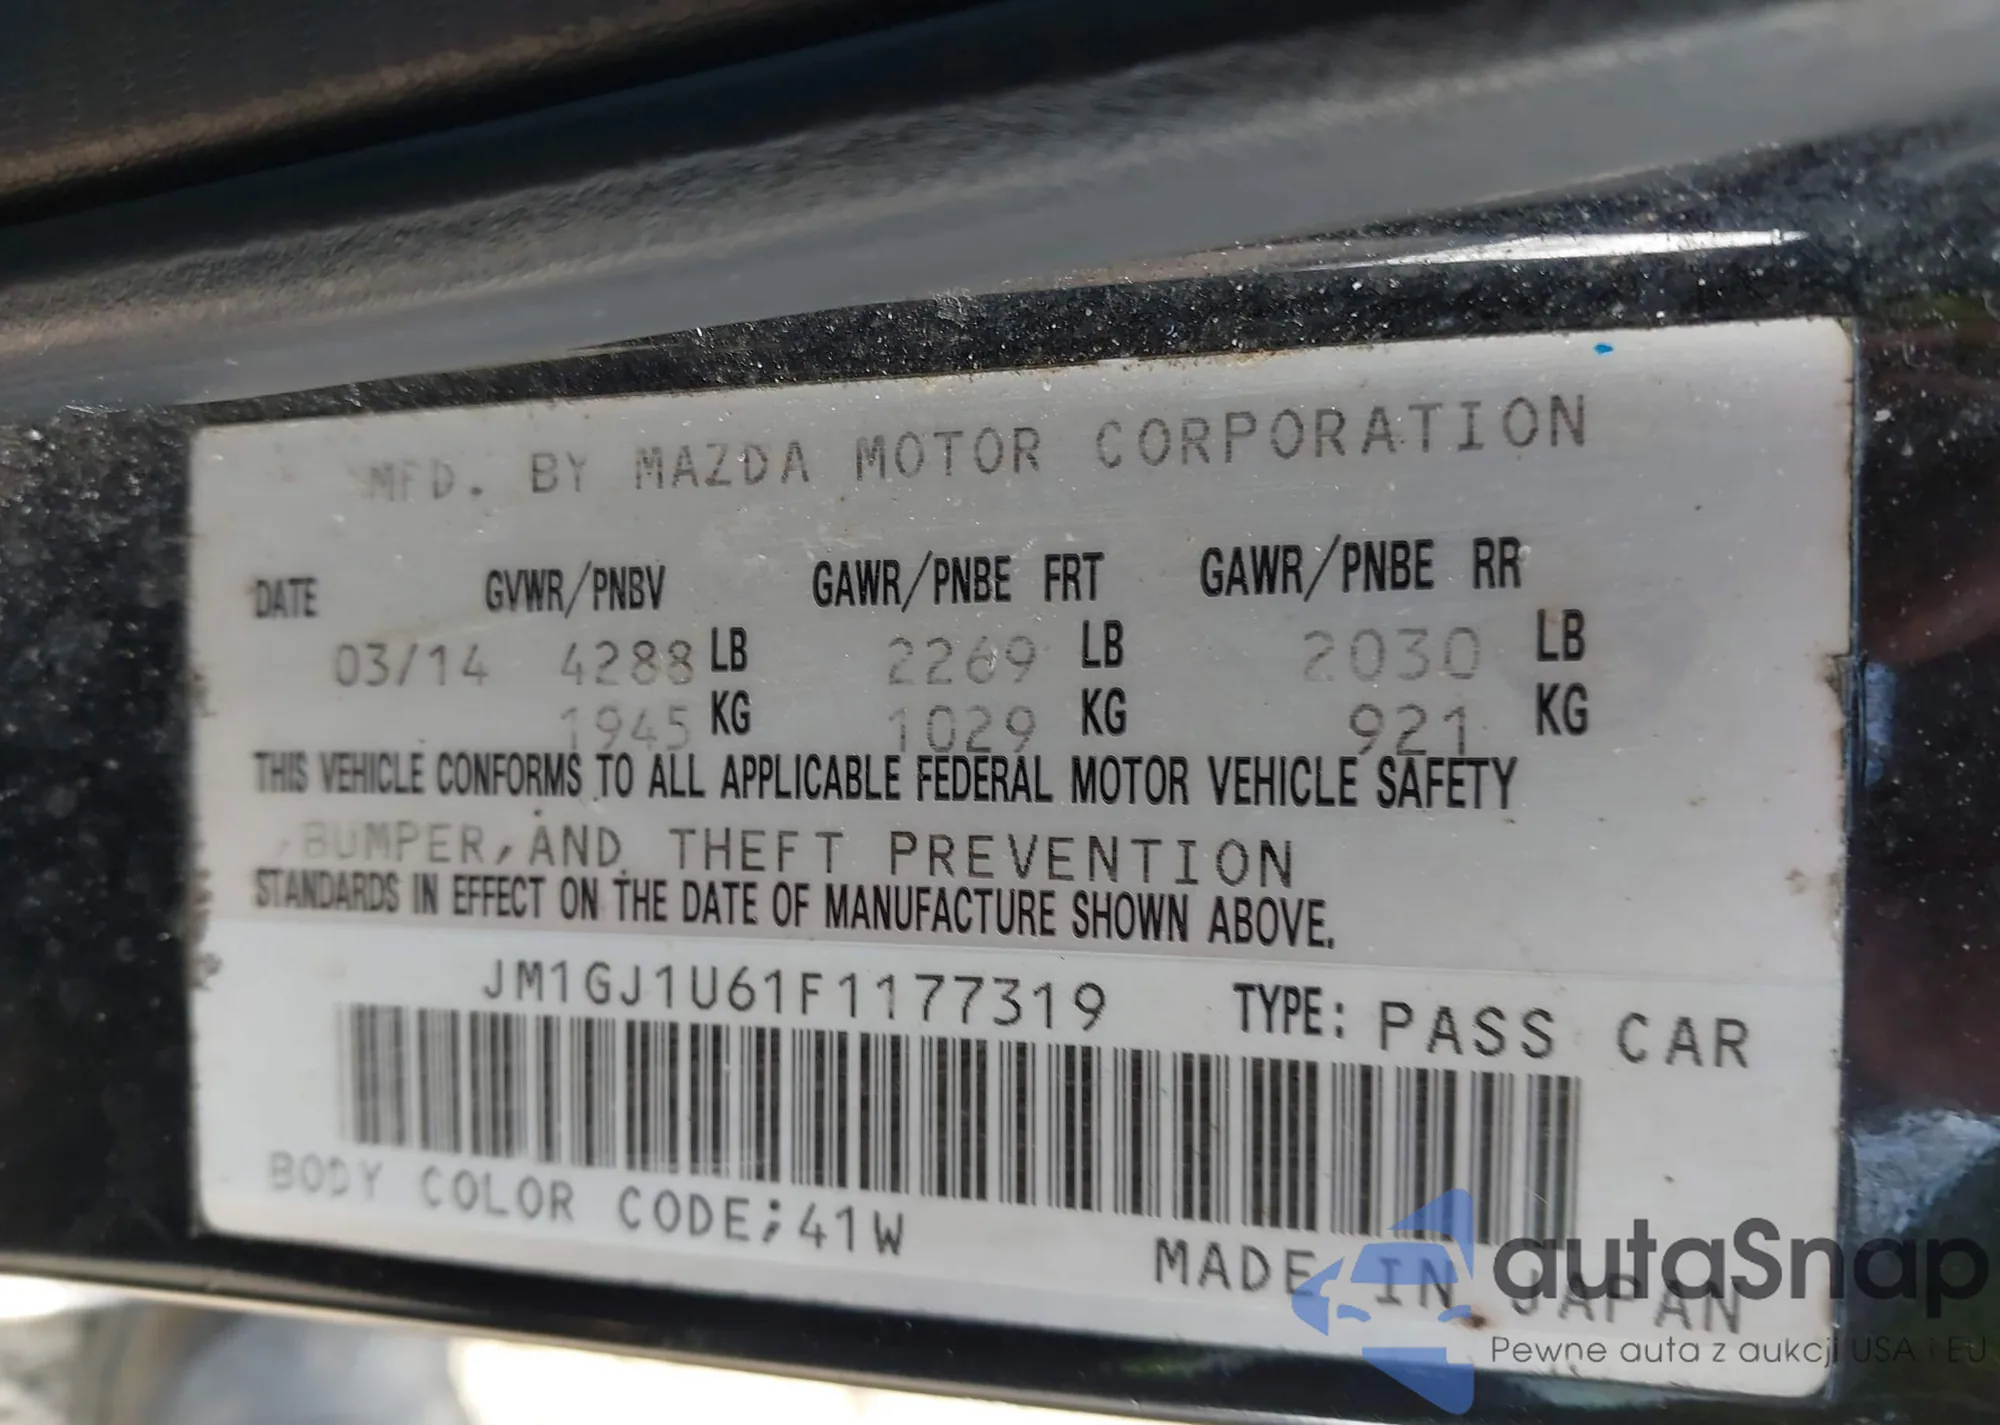 MFD. BY MAZDA MOTOR CORPORATION
DATE GVWR/PNBV GAWR/PNBE FRT GAWR/PNBE RR
03/14 4288 LB 2269 LB 2030 LB
1945 KG 1029 KG 921 KG
THIS VEHICLE CONFORMS TO ALL APPLICABLE FEDERAL MOTOR VEHICLE SAFETY
,BUMPER,AND THEFT PREVENTION
STANDARDS IN EFFECT ON THE DATE OF MANUFACTURE SHOWN ABOVE.
JM1GJ1U61F1177319 TYPE: PASS CAR
BODY COLOR CODE;41W
MADE IN JAPAN
autaSnap
Pewne auta z aukcji USA i EU